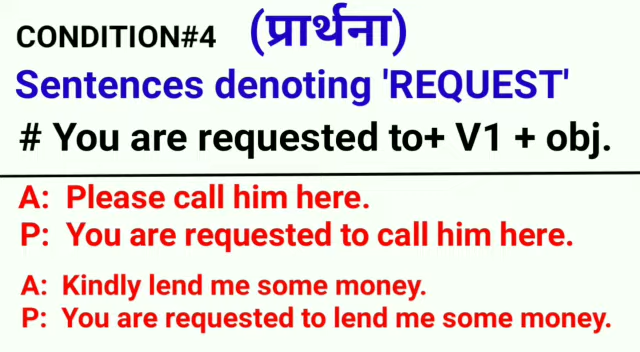 CONDITION#4 (प्रार्थना)
Sentences denoting 'REQUEST'
# You are requested to+ V1 + obj.
A: Please call him here.
P: You are requested to call him here.
A: Kindly lend me some money.
P: You are requested to lend me some money.